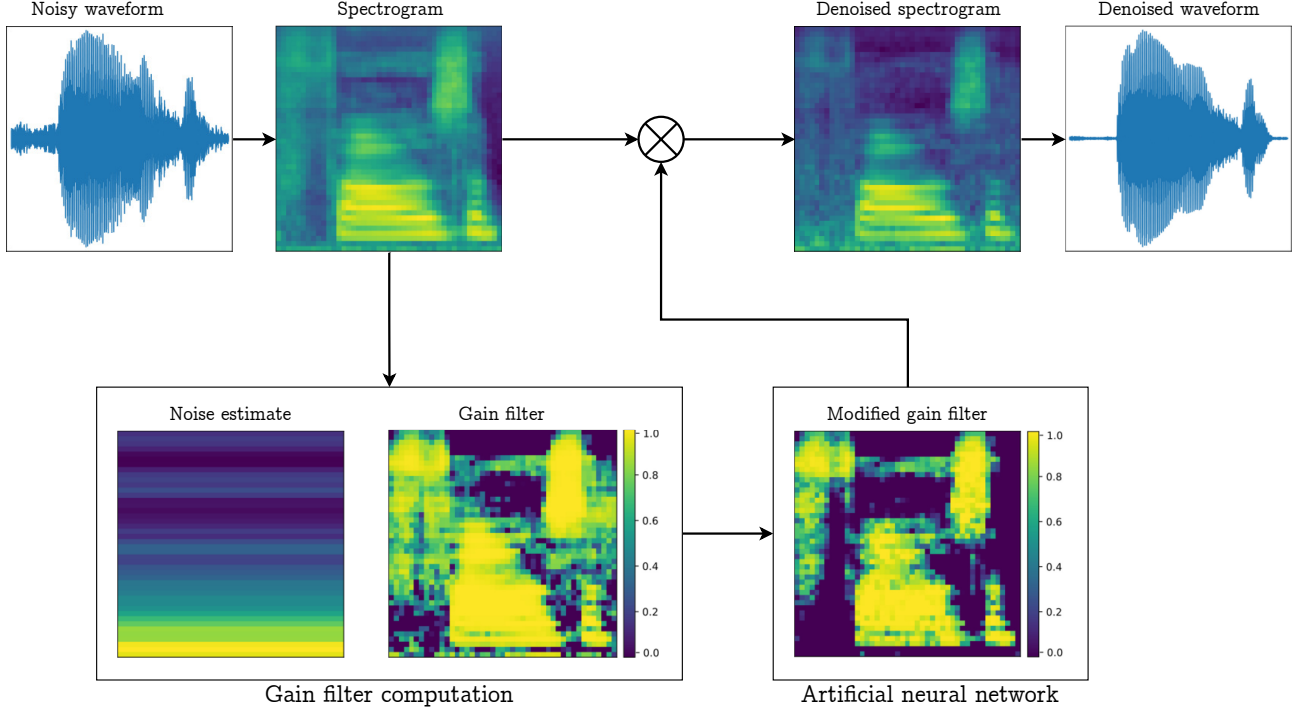 Noisy waveform
Spectrogram
Denoised spectrogram
Denoised waveform
Noise estimate
Gain filter
1.0
0.8
0.6
0.4
0.2
0.0
Modified gain filter
1.0
0.8
0.6
0.4
0.2
0.0
Gain filter computation
Artificial neural network